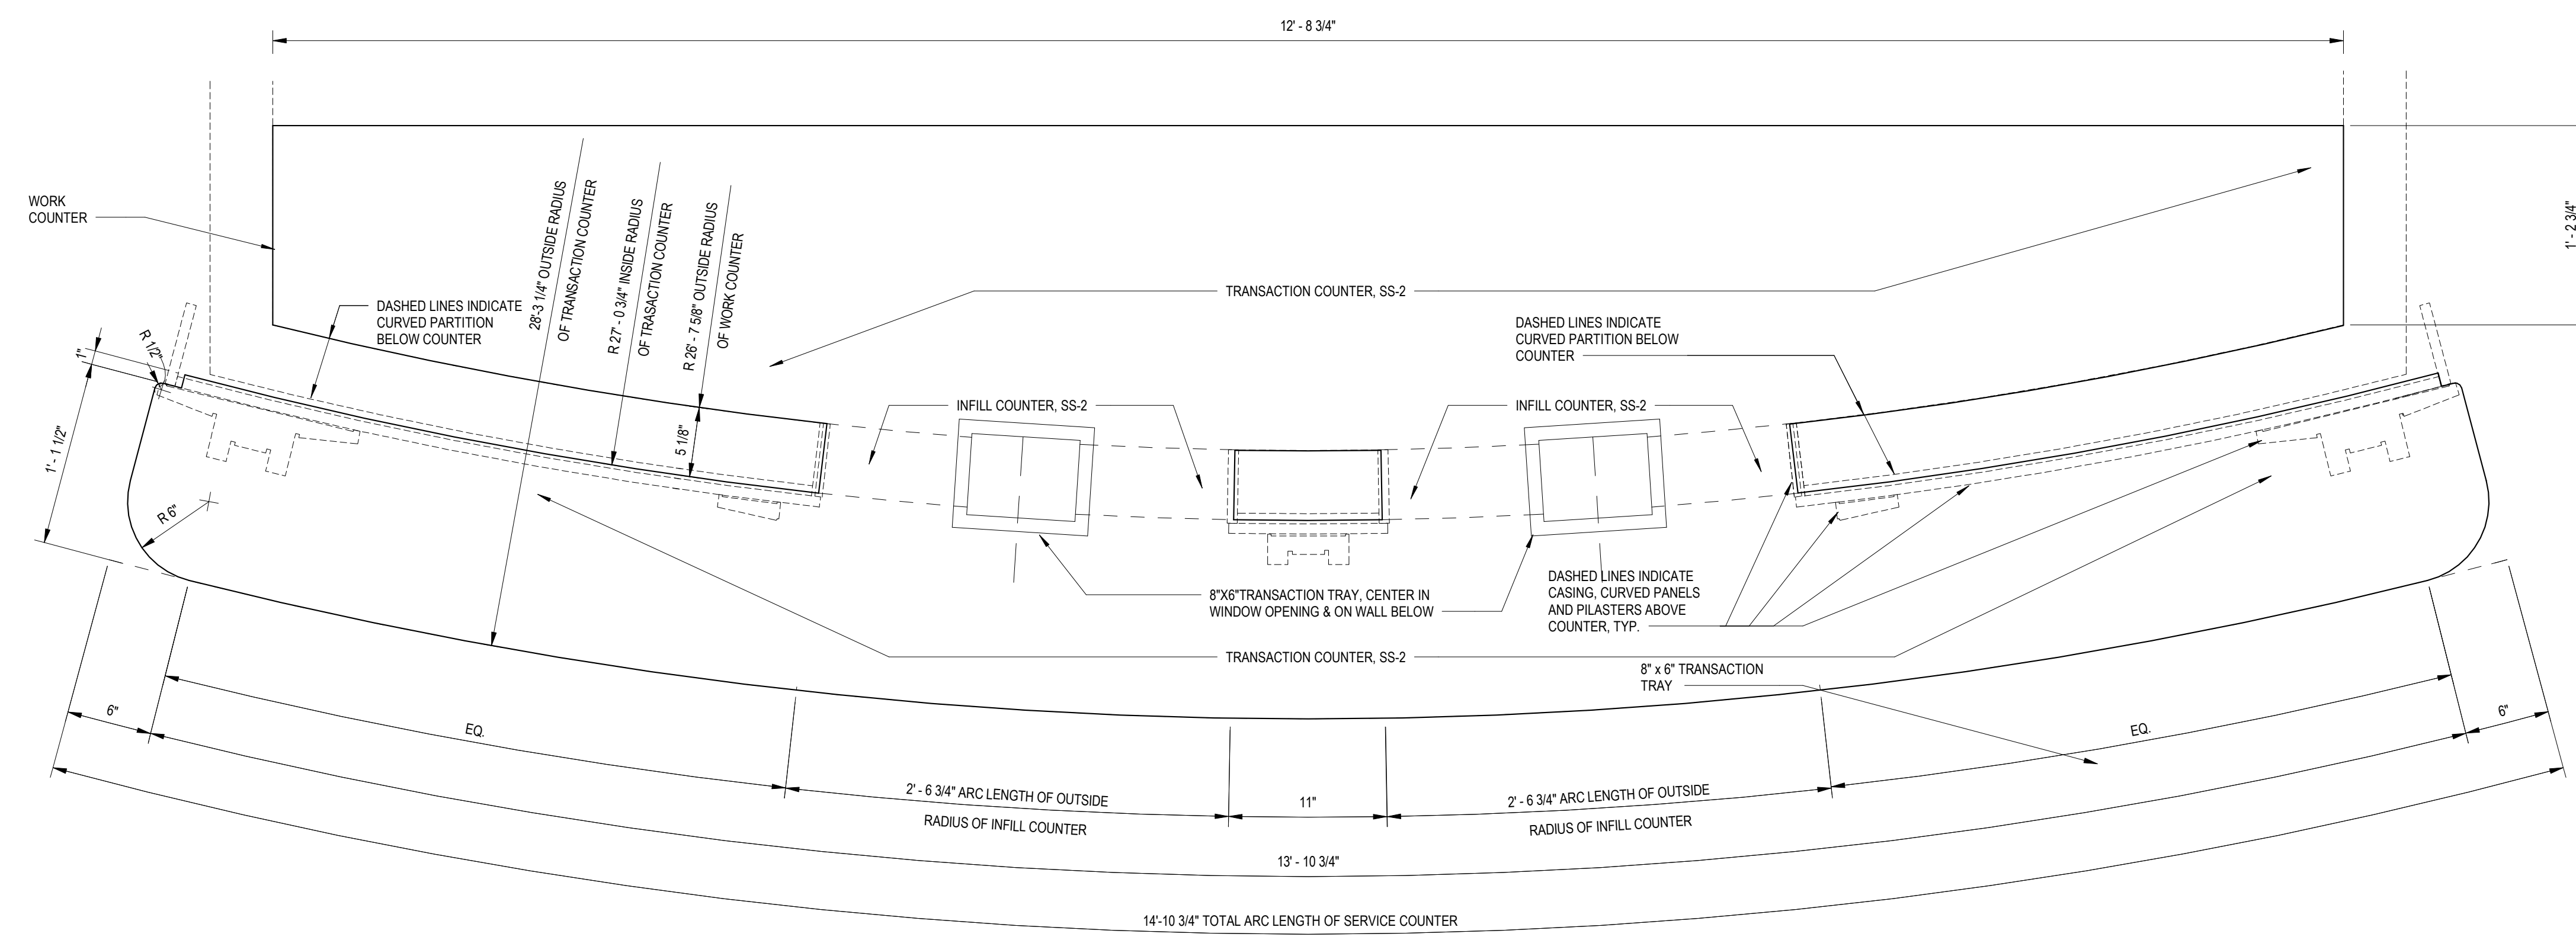 12' - 8 3/4"
WORK
COUNTER
28'-3 1/4" OUTSIDE RADIUS
OF TRANSACTION COUNTER
R 27' - 0 3/4" INSIDE RADIUS
OF TRASACTION COUNTER
R 26' - 7 5/8" OUTSIDE RADIUS
OF WORK COUNTER
1' - 2 3/4"
TRANSACTION COUNTER, SS-2
DASHED LINES INDICATE
CURVED PARTITION
BELOW COUNTER
DASHED LINES INDICATE
CURVED PARTITION BELOW
COUNTER
1"
R 1/2"
1' - 1 1/2"
R 6"
5 1/8"
INFILL COUNTER, SS-2
INFILL COUNTER, SS-2
8"X6"TRANSACTION TRAY, CENTER IN
WINDOW OPENING & ON WALL BELOW
DASHED LINES INDICATE
CASING, CURVED PANELS
AND PILASTERS ABOVE
COUNTER, TYP.
TRANSACTION COUNTER, SS-2
8" x 6" TRANSACTION
TRAY
6"
EQ.
2' - 6 3/4" ARC LENGTH OF OUTSIDE
RADIUS OF INFILL COUNTER
11"
2' - 6 3/4" ARC LENGTH OF OUTSIDE
RADIUS OF INFILL COUNTER
EQ.
6"
13' - 10 3/4"
14'-10 3/4" TOTAL ARC LENGTH OF SERVICE COUNTER